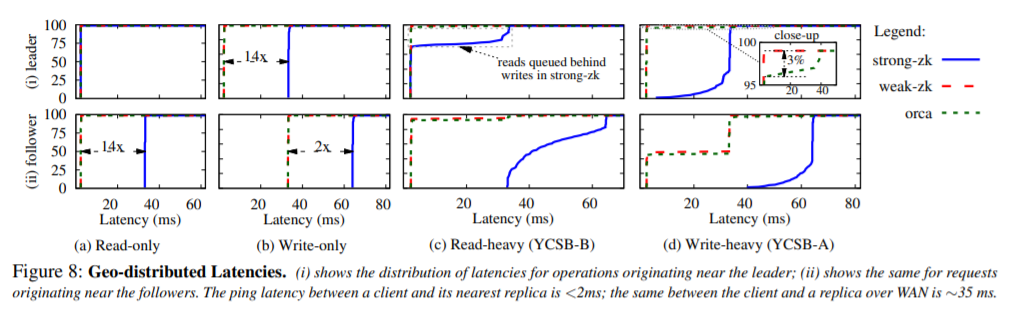 100
75
50
25
0
(i) leader
14x
reads queued behind
writes in strong-zk
close-up
100
3%
95
20 40
Legend:
strong-zk
weak-zk
orca
100
75
50
25
0
(ii) follower
14x
2x
20 40 60
Latency (ms)
20 40 60 80
Latency (ms)
20 40 60
Latency (ms)
20 40 60 80
Latency (ms)
(a) Read-only
(b) Write-only
(c) Read-heavy (YCSB-B)
(d) Write-heavy (YCSB-A)
Figure 8: Geo-distributed Latencies. (i) shows the distribution of latencies for operations originating near the leader; (ii) shows the same for requests
originating near the followers. The ping latency between a client and its nearest replica is <2ms; the same between the client and a replica over WAN is ~35 ms.